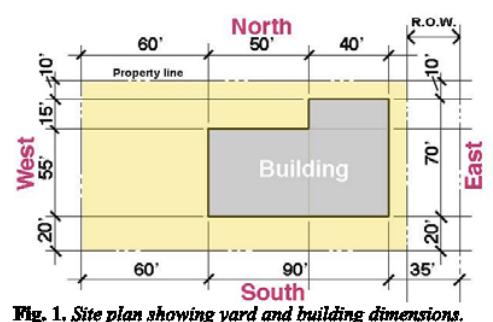 North
R.O.W.
60' 50' 40'
Property line
10' 10'
15'
West
55'
Building
70'
East
20' 20'
60' 90' 35'
South
Fig. 1. Site plan showing yard and building dimensions.